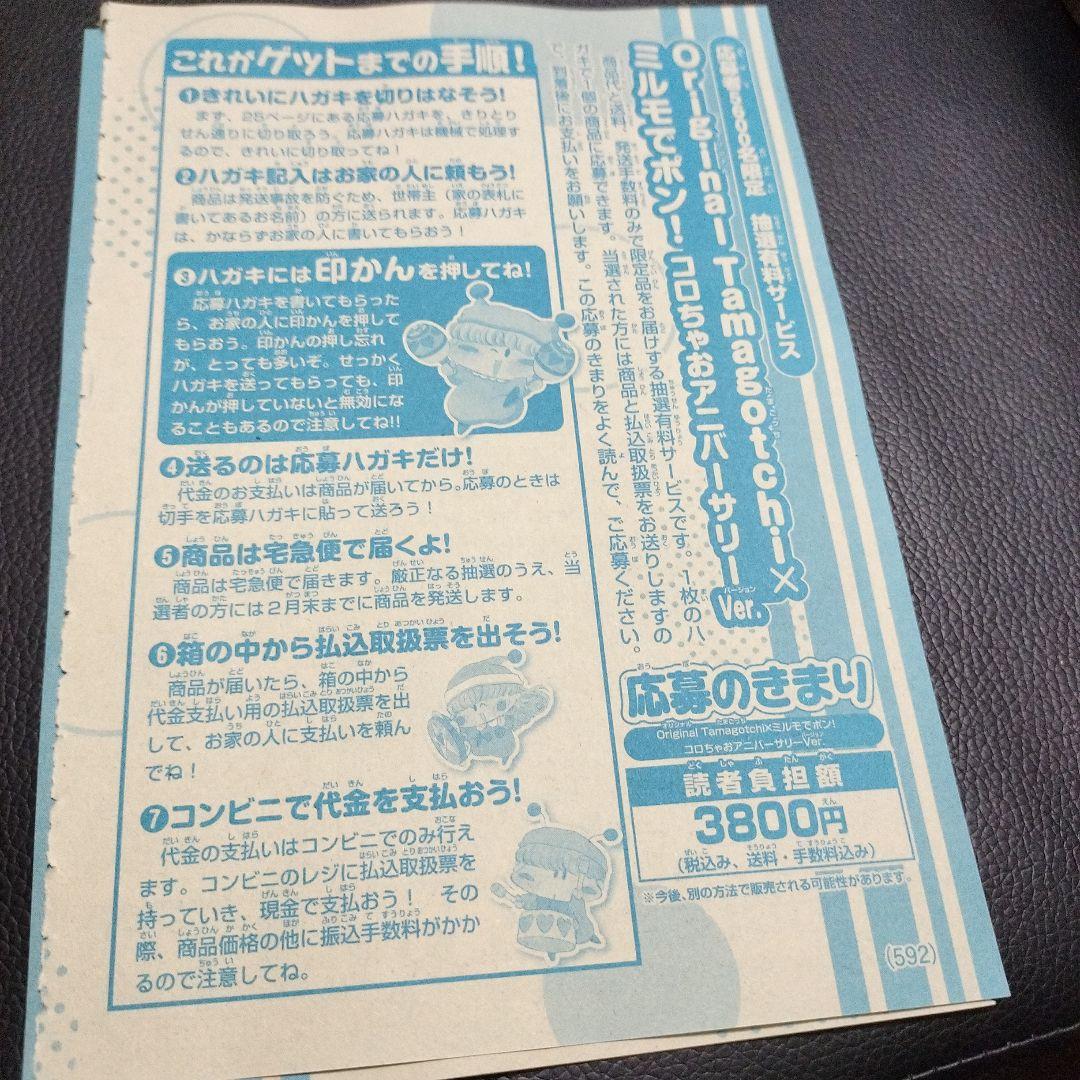 応募者12800名限定 抽選有料サービス
Original Tamagotchi×
ミルモでポン！コロちゃおアニバーサリーVer.
商品代と送料、発送手数料のみで限定品をお届けする抽選有料サービスです。1枚のハ
ガキで1個の商品に応募できます。当選された方には商品と払込取扱票をお送りしますの
で、到着後にお支払いをお願いします。この応募のきまりをよく読んで、ご応募ください。
応募のきまり
Original Tamagotchi×ミルモでポン!
コロちゃおアニバーサリーVer.
読者負担額
3800円
(税込み、送料・手数料込み)
※今後、別の方法で販売される可能性があります。
これがゲットまでの手順！
❶きれいにハガキを切りはなそう！
まず、25ページにある応募ハガキを、きりとり
せん通りに切り取ろう。応募ハガキは機械で処理す
るので、きれいに切り取ってね！
❷ハガキ記入はお家の人に頼もう！
商品は発送事故を防ぐため、世帯主（家の表札に
書いてあるお名前）の方に送られます。応募ハガキ
は、かならずお家の人に書いてもらおう！
❸ハガキには印かんを押してね！
応募ハガキを書いてもらった
ら、お家の人に印かんを押して
もらおう。印かんの押し忘れ
が、とっても多いぞ。せっかく
ハガキを送ってもらっても、印
かんが押していないと無効にな
ることもあるので注意してね!!
❹送るのは応募ハガキだけ！
代金のお支払いは商品が届いてから。応募のときは
切手を応募ハガキに貼って送ろう！
❺商品は宅急便で届くよ！
商品は宅急便で届きます。厳正なる抽選のうえ、当
選者の方には2月末までに商品を発送します。
❻箱の中から払込取扱票を出そう！
商品が届いたら、箱の中から
代金支払い用の払込取扱票を出
して、お家の人に支払いを頼ん
でね！
❼コンビニで代金を支払おう！
代金の支払いはコンビニでのみ行え
ます。コンビニのレジに払込取扱票を
持っていき、現金で支払おう！ その
際、商品価格の他に振込手数料がかか
るので注意してね。
(592)